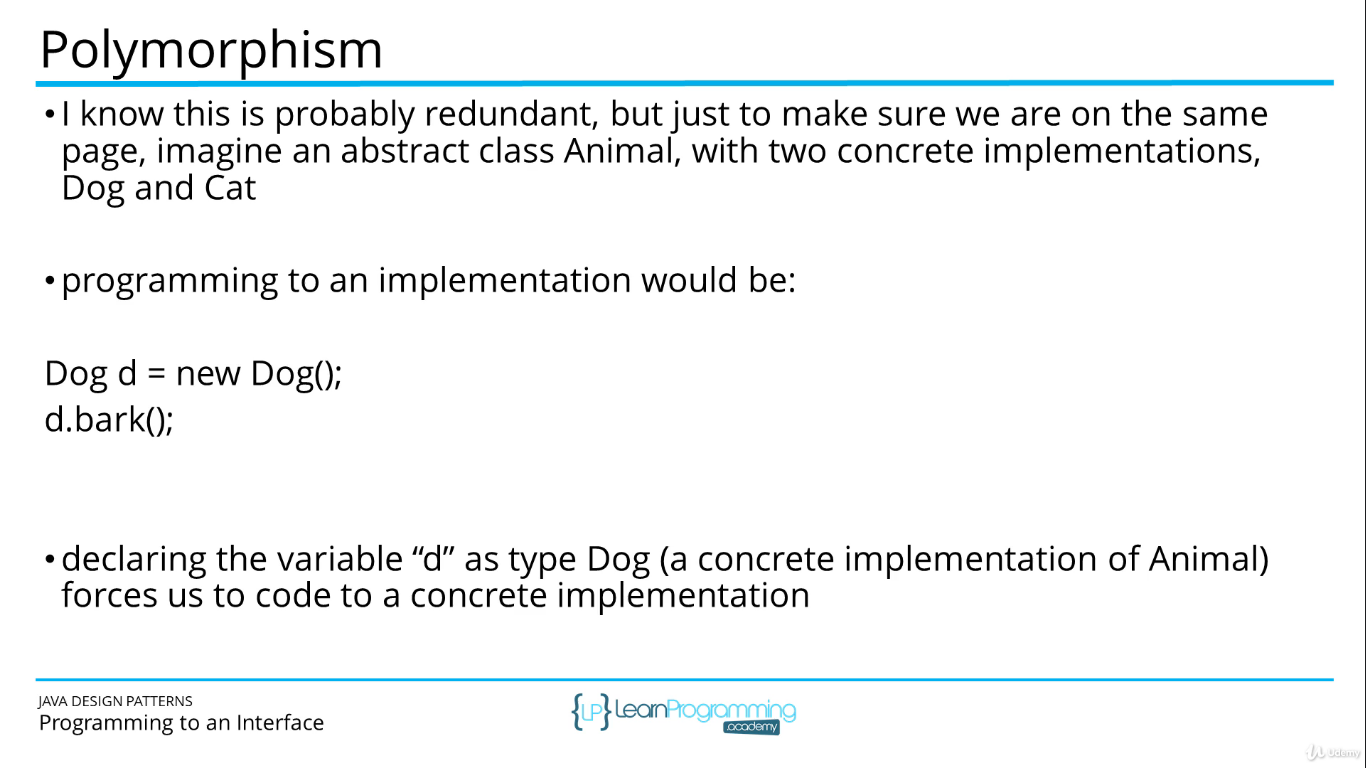 Polymorphism
• I know this is probably redundant, but just to make sure we are on the same
page, imagine an abstract class Animal, with two concrete implementations,
Dog and Cat
• programming to an implementation would be:
Dog d = new Dog();
d.bark();
• declaring the variable “d” as type Dog (a concrete implementation of Animal)
forces us to code to a concrete implementation
JAVA DESIGN PATTERNS
Programming to an Interface
{LP} LearnProgramming
.academy
Udemy